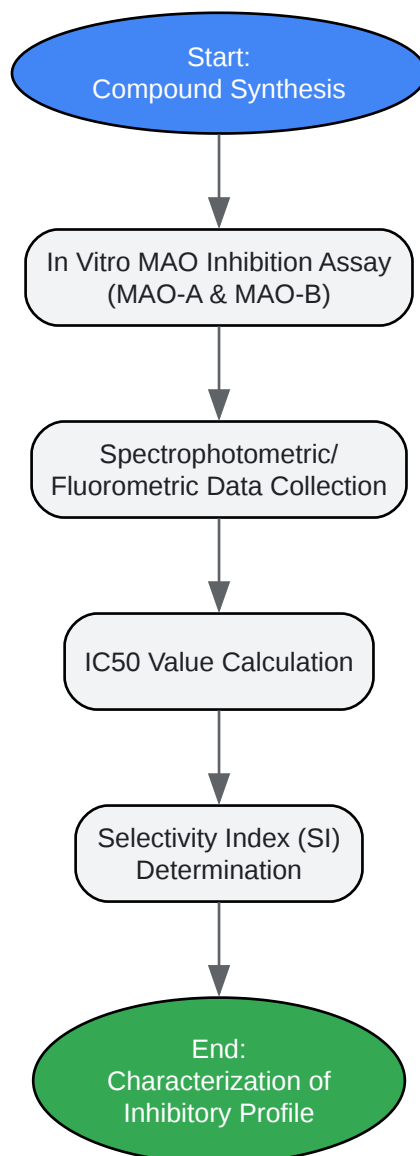 Start:
Compound Synthesis
In Vitro MAO Inhibition Assay
(MAO-A & MAO-B)
Spectrophotometric/
Fluorometric Data Collection
IC50 Value Calculation
Selectivity Index (SI)
Determination
End:
Characterization of
Inhibitory Profile